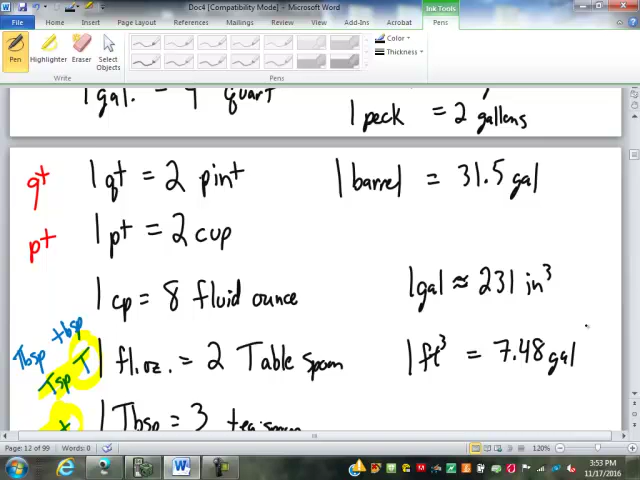 Doc4 [Compatibility Mode] - Microsoft Word
Ink Tools
File Home Insert Page Layout References Mailings Review View Add-Ins Acrobat Pens
Pen Highlighter Eraser Select Objects
Color
Thickness
Write Pens
1 gal. = 4 quart
1 peck = 2 gallens
qt 1 qt = 2 pint 1 barrel = 31.5 gal
pt 1 pt = 2 cup
1 cp = 8 fluid ounce 1 gal ≈ 231 in³
Tbsp tbsp T 1 fl.oz. = 2 Table spoon 1 ft³ = 7.48 gal
Tsp
t 1 Tbsp = 3 teaspoon
Page: 12 of 99 Words: 0 120%
3:53 PM
11/17/2016